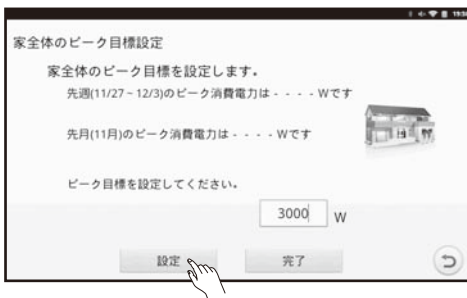 19:56
家全体のピーク目標設定
家全体のピーク目標を設定します。
先週(11/27 ~ 12/3)のピーク消費電力は - - - - Wです
先月(11月)のピーク消費電力は - - - - Wです
ピーク目標を設定してください。
3000 W
設定 完了